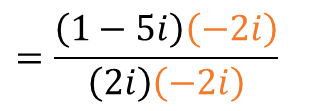 = (1 − 5i)(−2i)
(2i)(−2i)